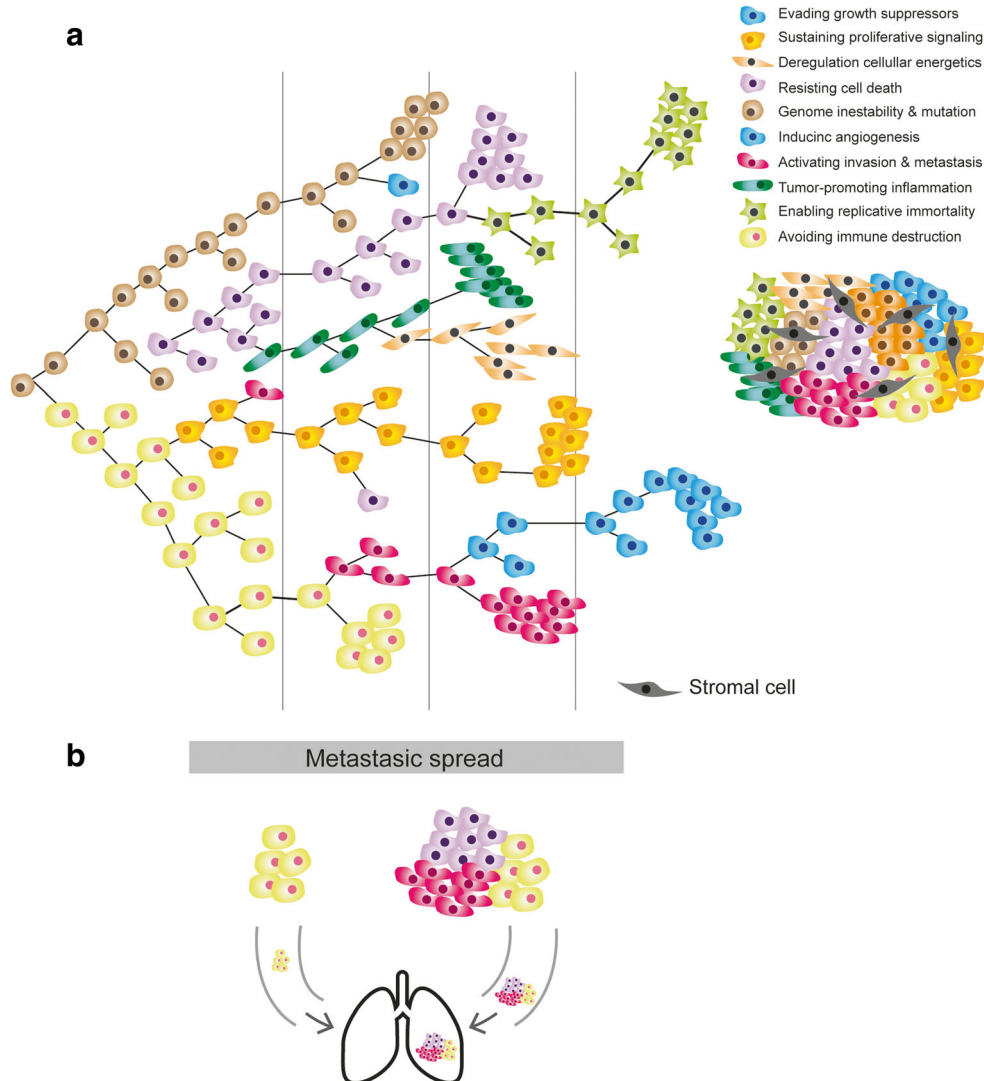 a
Evading growth suppressors
Sustaining proliferative signaling
Deregulation cellullar energetics
Resisting cell death
Genome inestability & mutation
Inducinc angiogenesis
Activating invasion & metastasis
Tumor-promoting inflammation
Enabling replicative immortality
Avoiding immune destruction
Stromal cell
b
Metastasic spread